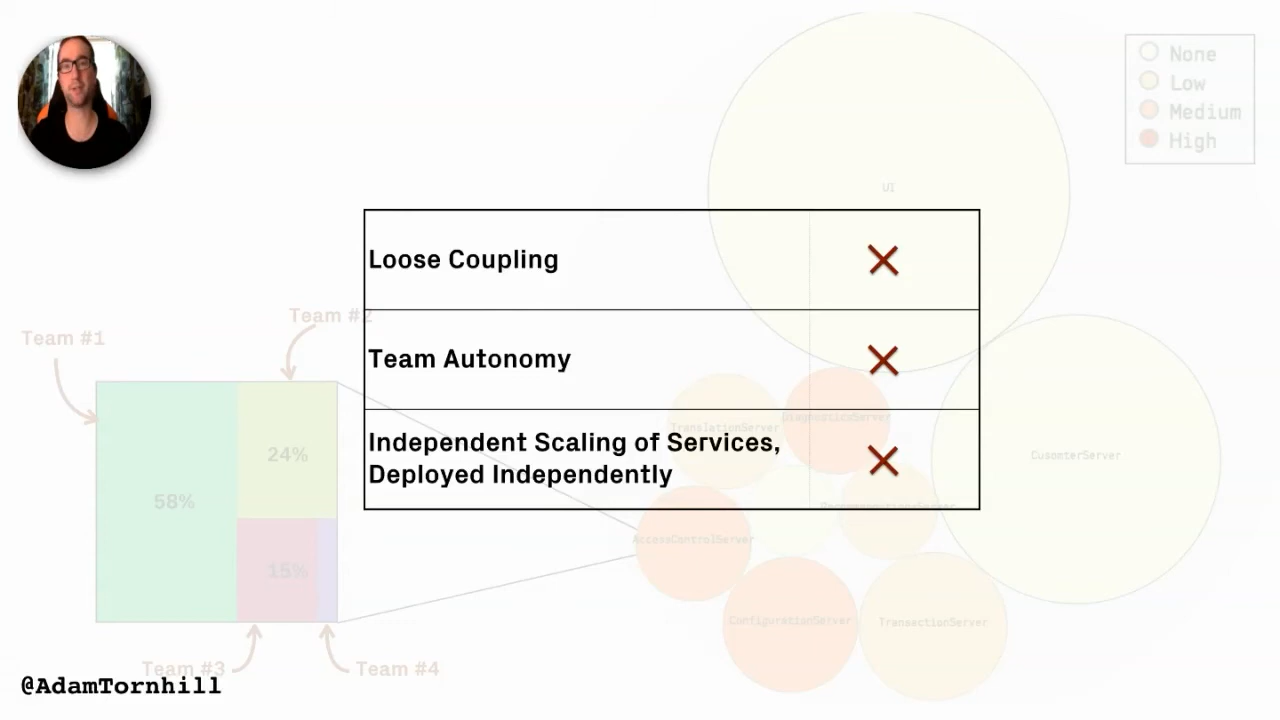 None
Low
Medium
High
UI
Loose Coupling
Team Autonomy
Independent Scaling of Services,
Deployed Independently
Team #1
Team #2
24%
58%
15%
Team #3
Team #4
TranslationServer
DiagnosticsServer
CusomterServer
AccessControlServer
ConfigurationServer
TransactionServer
@AdamTornhill